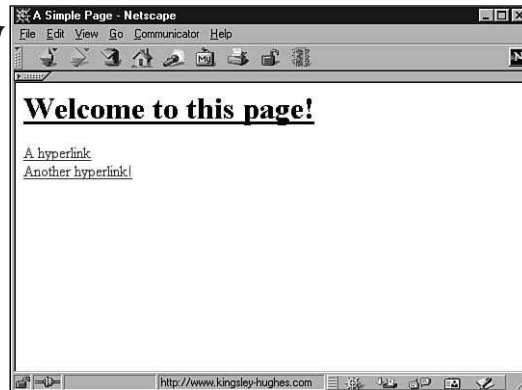 A Simple Page - Netscape
File Edit View Go Communicator Help
My
N
Welcome to this page!
A hyperlink
Another hyperlink!
http://www.kingsley-hughes.com